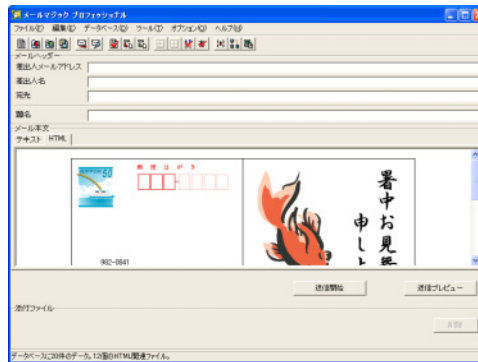 メールマジック プロフェッショナル
ファイル(F) 編集(E) データベース(D) ツール(T) オプション(O) ヘルプ(H)
メールヘッダー
差出人メールアドレス
差出人名
宛先
題名
メール本文
テキスト HTML
NIPPON 50
郵便はがき
暑中お見舞
申し上
982-0841
送信開始 送信プレビュー
添付ファイル
削除
データベースに20件のデータ。12個のHTML関連ファイル。